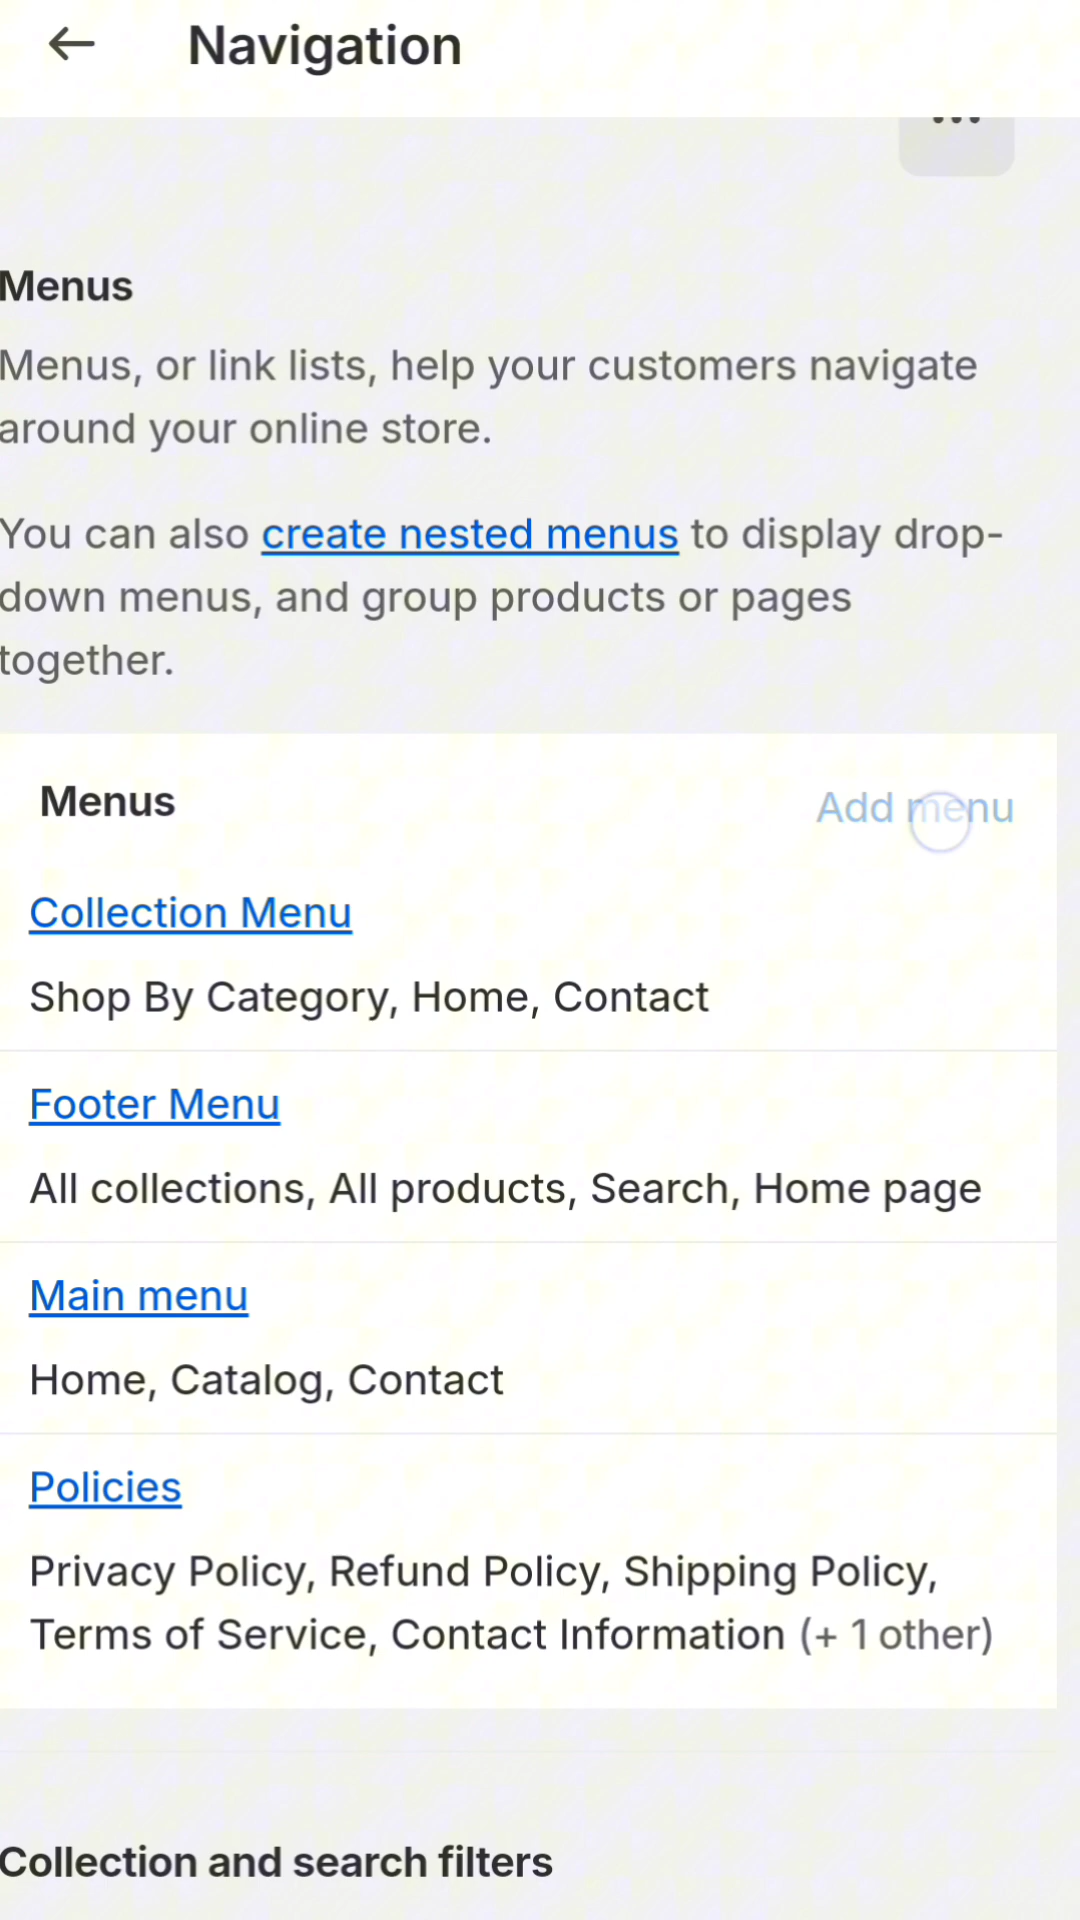 Navigation
Menus
Menus, or link lists, help your customers navigate
around your online store.
You can also create nested menus to display drop-
down menus, and group products or pages
together.
Menus
Add menu
Collection Menu
Shop By Category, Home, Contact
Footer Menu
All collections, All products, Search, Home page
Main menu
Home, Catalog, Contact
Policies
Privacy Policy, Refund Policy, Shipping Policy,
Terms of Service, Contact Information (+ 1 other)
Collection and search filters